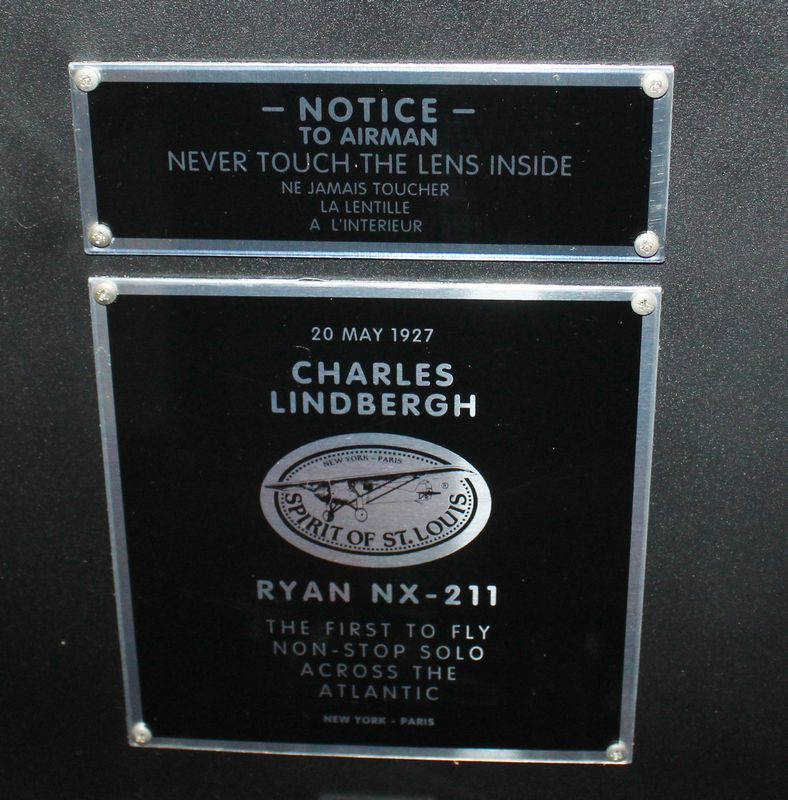 – NOTICE –
TO AIRMAN
NEVER TOUCH THE LENS INSIDE
NE JAMAIS TOUCHER
LA LENTILLE
A L'INTERIEUR
20 MAY 1927
CHARLES
LINDBERGH
NEW YORK - PARIS
®
SPIRIT OF ST. LOUIS
RYAN NX-211
THE FIRST TO FLY
NON-STOP SOLO
ACROSS THE
ATLANTIC
NEW YORK - PARIS